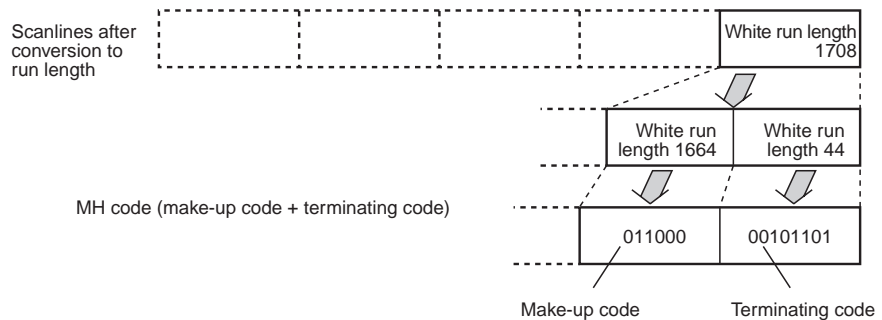 Scanlines after
conversion to
run length
White run length
1708
White run
length 1664
White run
length 44
MH code (make-up code + terminating code)
011000
00101101
Make-up code
Terminating code